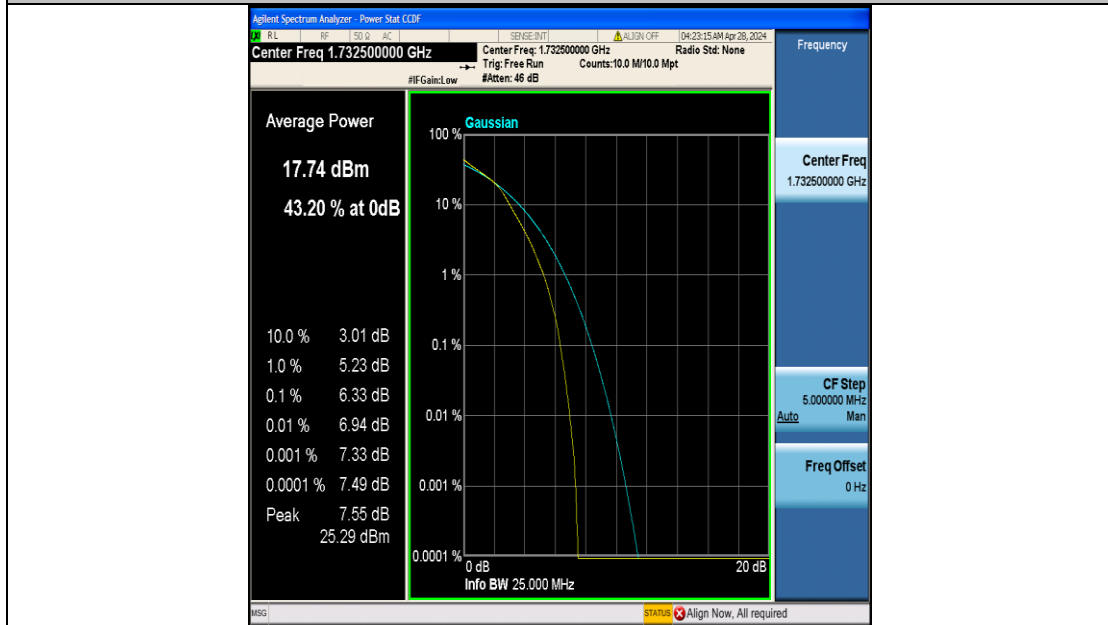 Agilent Spectrum Analyzer - Power Stat CCDF
RL RF 50 Ω AC SENSE:INT ALIGN OFF 04:23:15 AM Apr 28, 2024
Center Freq 1.732500000 GHz
Center Freq: 1.732500000 GHz Radio Std: None
Trig: Free Run Counts:10.0 M/10.0 Mpt
#IFGain:Low #Atten: 46 dB
Frequency
Average Power
17.74 dBm
43.20 % at 0dB
10.0 % 3.01 dB
1.0 % 5.23 dB
0.1 % 6.33 dB
0.01 % 6.94 dB
0.001 % 7.33 dB
0.0001 % 7.49 dB
Peak 7.55 dB
25.29 dBm
Gaussian
100 %
10 %
1 %
0.1 %
0.01 %
0.001 %
0.0001 %
0 dB 20 dB
Info BW 25.000 MHz
Center Freq
1.732500000 GHz
CF Step
5.000000 MHz
Auto Man
Freq Offset
0 Hz
MSG STATUS Align Now, All required